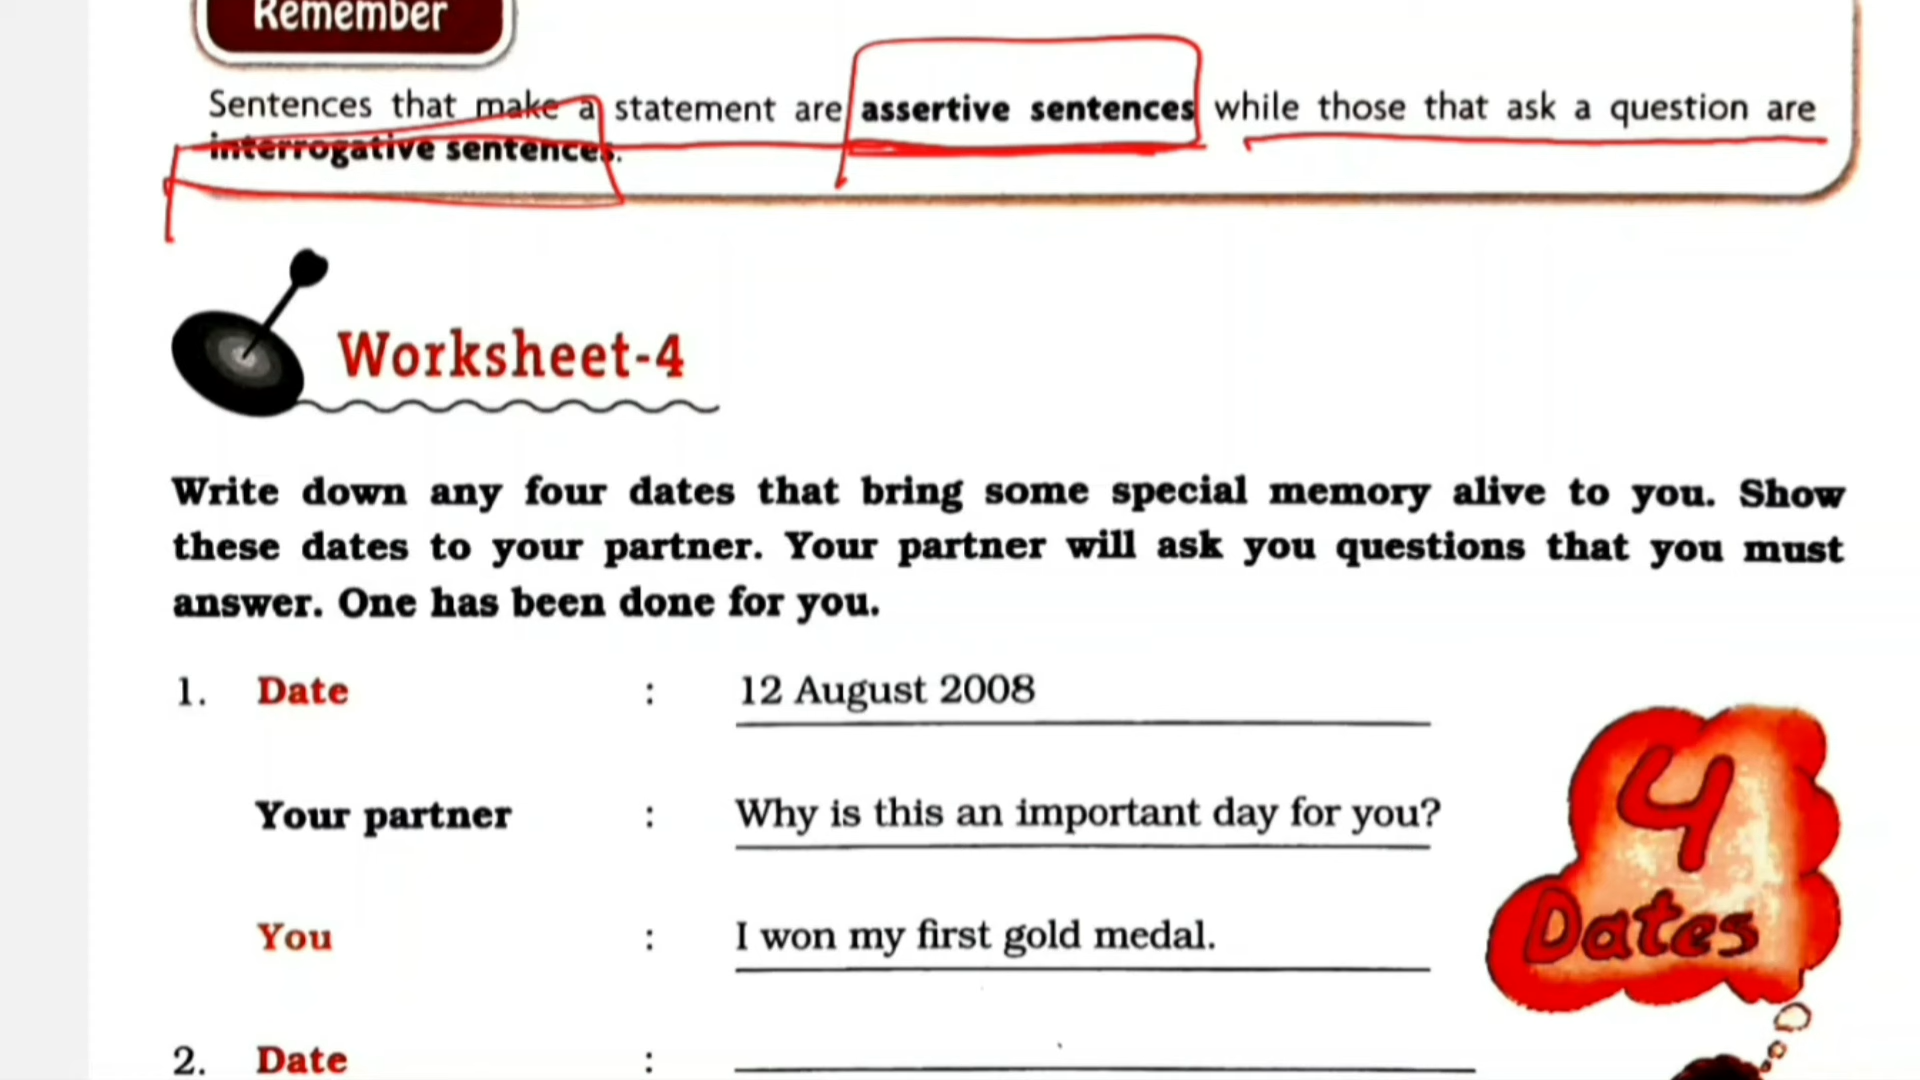 Remember
Sentences that make a statement are assertive sentences while those that ask a question are
interrogative sentences.
Worksheet-4
Write down any four dates that bring some special memory alive to you. Show
these dates to your partner. Your partner will ask you questions that you must
answer. One has been done for you.
1. Date : 12 August 2008
Your partner : Why is this an important day for you?
You : I won my first gold medal.
4
Dates
2. Date :